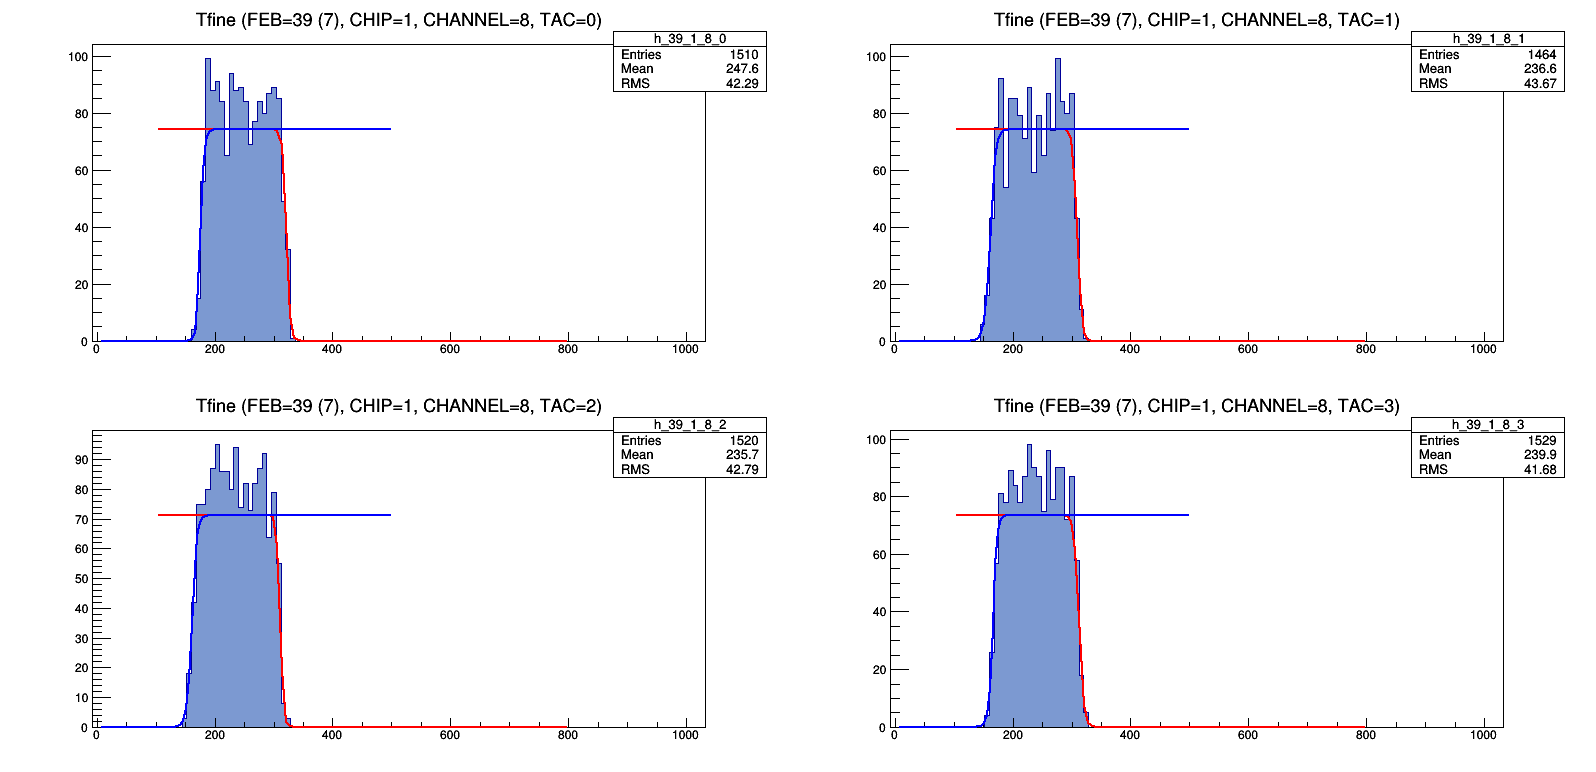 Tfine (FEB=39 (7), CHIP=1, CHANNEL=8, TAC=0)
h_39_1_8_0
Entries 1510
Mean 247.6
RMS 42.29
100
80
60
40
20
0
0 200 400 600 800 1000
Tfine (FEB=39 (7), CHIP=1, CHANNEL=8, TAC=1)
h_39_1_8_1
Entries 1464
Mean 236.6
RMS 43.67
100
80
60
40
20
0
0 200 400 600 800 1000
Tfine (FEB=39 (7), CHIP=1, CHANNEL=8, TAC=2)
h_39_1_8_2
Entries 1520
Mean 235.7
RMS 42.79
90
80
70
60
50
40
30
20
10
0
0 200 400 600 800 1000
Tfine (FEB=39 (7), CHIP=1, CHANNEL=8, TAC=3)
h_39_1_8_3
Entries 1529
Mean 239.9
RMS 41.68
100
80
60
40
20
0
0 200 400 600 800 1000